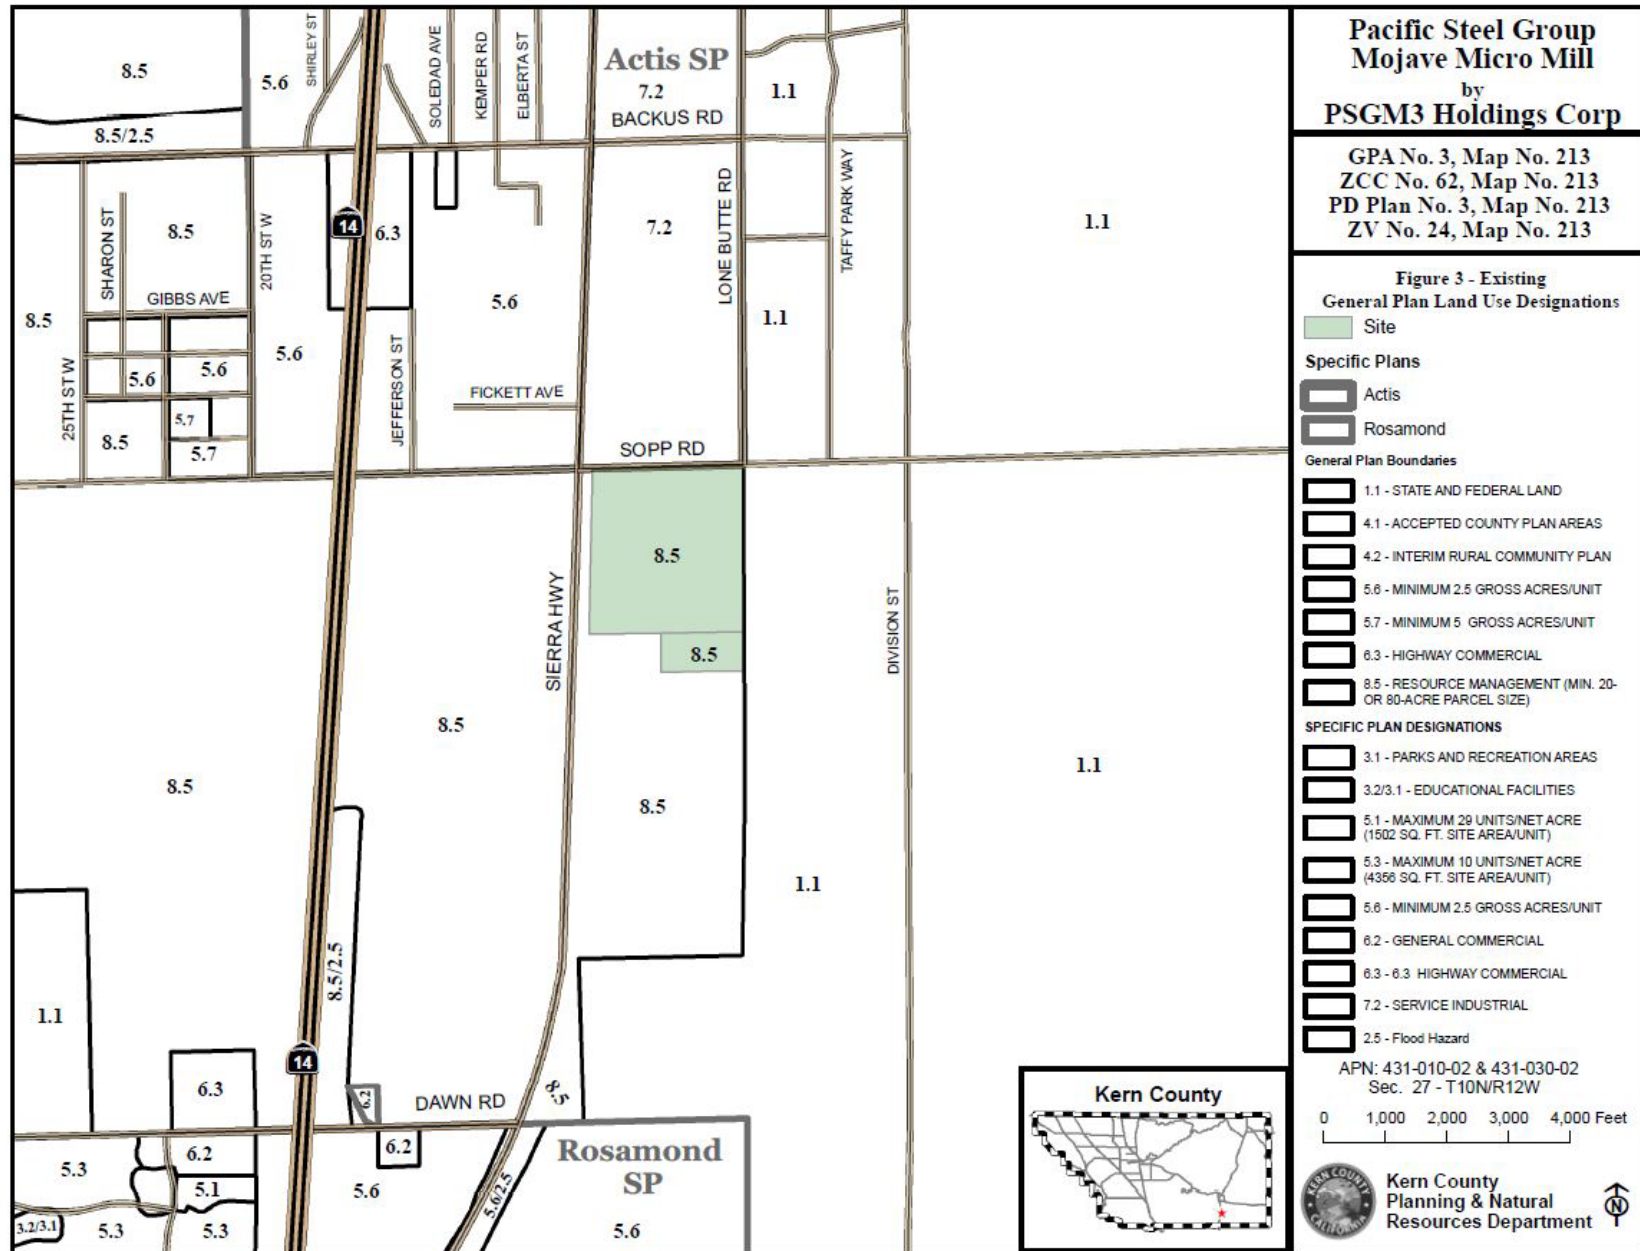 8.5
5.6
SHIRLEY ST
SOLEDAD AVE
KEMPER RD
ELBERTA ST
Actis SP
7.2
BACKUS RD
1.1
8.5/2.5
SHARON ST
8.5
20TH ST W
14
6.3
5.6
7.2
LONE BUTTE RD
TAFFY PARK WAY
1.1
GIBBS AVE
8.5
5.6
1.1
25TH ST W
5.6
5.6
5.7
8.5
5.7
JEFFERSON ST
FICKETT AVE
SOPP RD
8.5
SIERRA HWY
8.5
DIVISION ST
8.5
8.5
8.5
1.1
1.1
8.5/2.5
1.1
14
6.3
6.2
DAWN RD
8.5
6.2
5.3
6.2
5.1
5.6
5.6/2.5
Rosamond
SP
5.6
3.2/3.1
5.3
5.3
Kern County
Pacific Steel Group
Mojave Micro Mill
by
PSGM3 Holdings Corp
GPA No. 3, Map No. 213
ZCC No. 62, Map No. 213
PD Plan No. 3, Map No. 213
ZV No. 24, Map No. 213
Figure 3 - Existing
General Plan Land Use Designations
Site
Specific Plans
Actis
Rosamond
General Plan Boundaries
1.1 - STATE AND FEDERAL LAND
4.1 - ACCEPTED COUNTY PLAN AREAS
4.2 - INTERIM RURAL COMMUNITY PLAN
5.6 - MINIMUM 2.5 GROSS ACRES/UNIT
5.7 - MINIMUM 5 GROSS ACRES/UNIT
6.3 - HIGHWAY COMMERCIAL
8.5 - RESOURCE MANAGEMENT (MIN. 20-
OR 80-ACRE PARCEL SIZE)
SPECIFIC PLAN DESIGNATIONS
3.1 - PARKS AND RECREATION AREAS
3.2/3.1 - EDUCATIONAL FACILITIES
5.1 - MAXIMUM 29 UNITS/NET ACRE
(1502 SQ. FT. SITE AREA/UNIT)
5.3 - MAXIMUM 10 UNITS/NET ACRE
(4356 SQ. FT. SITE AREA/UNIT)
5.6 - MINIMUM 2.5 GROSS ACRES/UNIT
6.2 - GENERAL COMMERCIAL
6.3 - 6.3 HIGHWAY COMMERCIAL
7.2 - SERVICE INDUSTRIAL
2.5 - Flood Hazard
APN: 431-010-02 & 431-030-02
Sec. 27 - T10N/R12W
0 1,000 2,000 3,000 4,000 Feet
KERN COUNTY
CALIFORNIA
Kern County
Planning & Natural
Resources Department
N